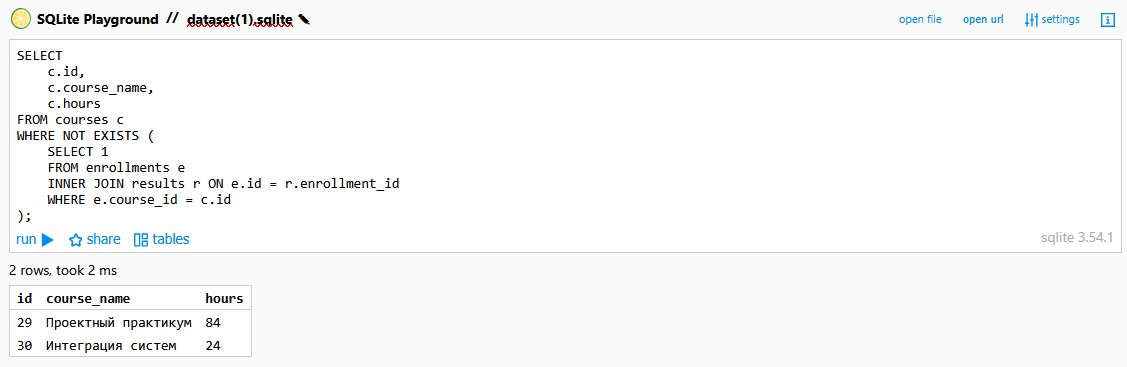 SQLite Playground // dataset(1).sqlite
open file open url settings
SELECT
    c.id,
    c.course_name,
    c.hours
FROM courses c
WHERE NOT EXISTS (
    SELECT 1
    FROM enrollments e
    INNER JOIN results r ON e.id = r.enrollment_id
    WHERE e.course_id = c.id
);
run share tables sqlite 3.54.1
2 rows, took 2 ms
id course_name hours
29 Проектный практикум 84
30 Интеграция систем 24